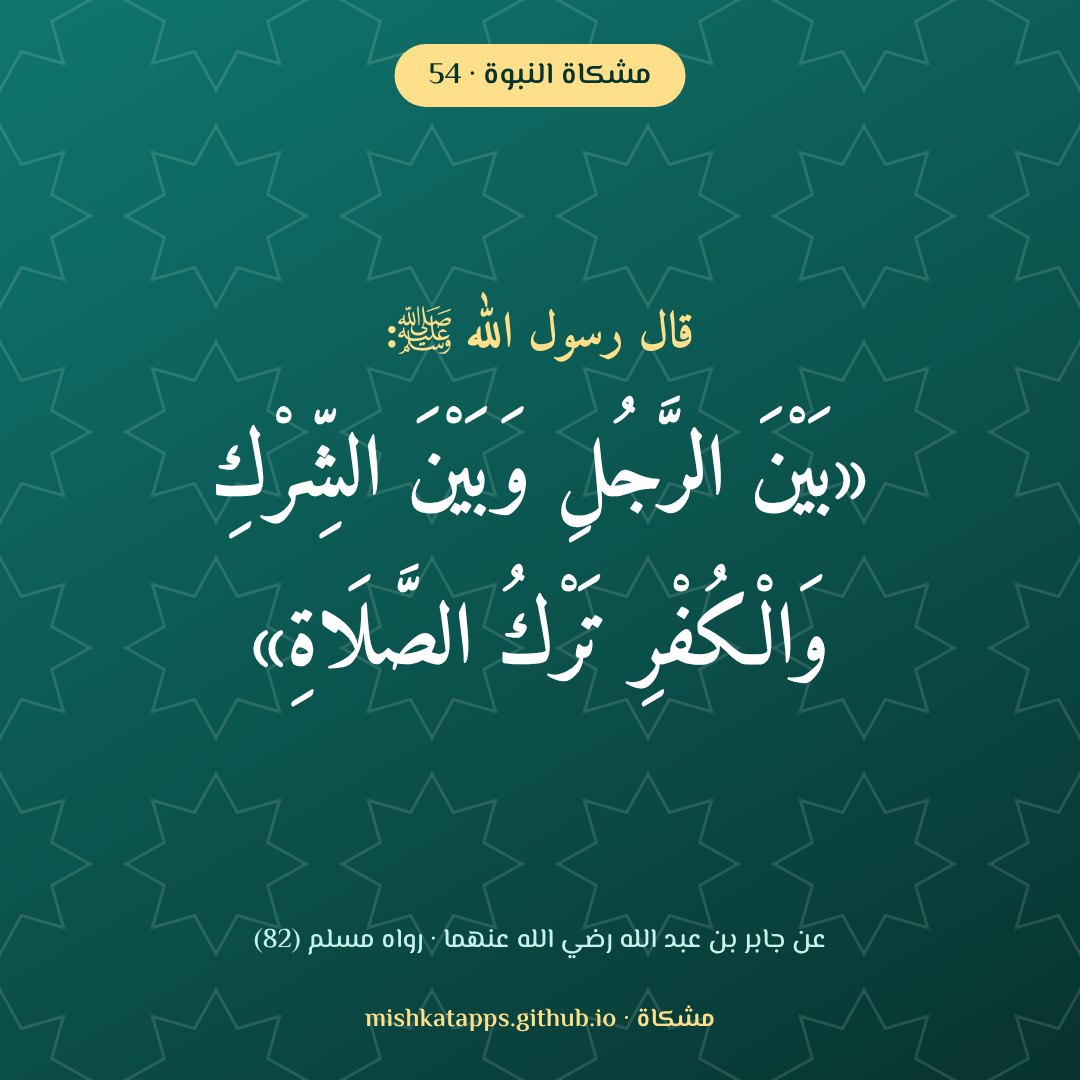 مشكاة النبوة · 54
قال رسول الله ﷺ:
«بَيْنَ الرَّجُلِ وَبَيْنَ الشِّرْكِ
وَالْكُفْرِ تَرْكُ الصَّلَاةِ»
عن جابر بن عبد الله رضي الله عنهما · رواه مسلم (82)
مشكاة · mishkatapps.github.io